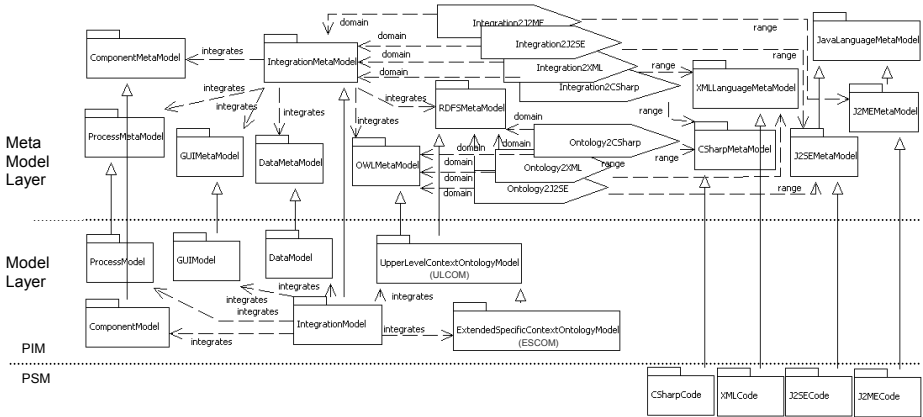 Integration2J2ME
domain
range
JavaLanguageMetaModel
Integration2J2SE
domain
range
ComponentMetaModel
integrates
IntegrationMetaModel
domain
Integration2XML
domain
range
Integration2CSharp
XMLLanguageMetaModel
J2MEMetaModel
integrates
integrates
integrates
integrates
RDFSMetaModel
range
Meta
Model
Layer
ProcessMetaModel
GUIMetaModel
DataMetaModel
integrates
OWLMetaModel
domain
Ontology2CSharp
range
CSharpMetaModel
J2SEMetaModel
domain
domain
Ontology2XML
range
domain
domain
Ontology2J2SE
range
Model
Layer
ProcessModel
GUIModel
DataModel
UpperLevelContextOntologyModel
(ULCOM)
integrates
integrates
integrates
integrates
ComponentModel
integrates
IntegrationModel
integrates
ExtendedSpecificContextOntologyModel
(ESCOM)
PIM
PSM
CSharpCode
XMLCode
J2SECode
J2MECode